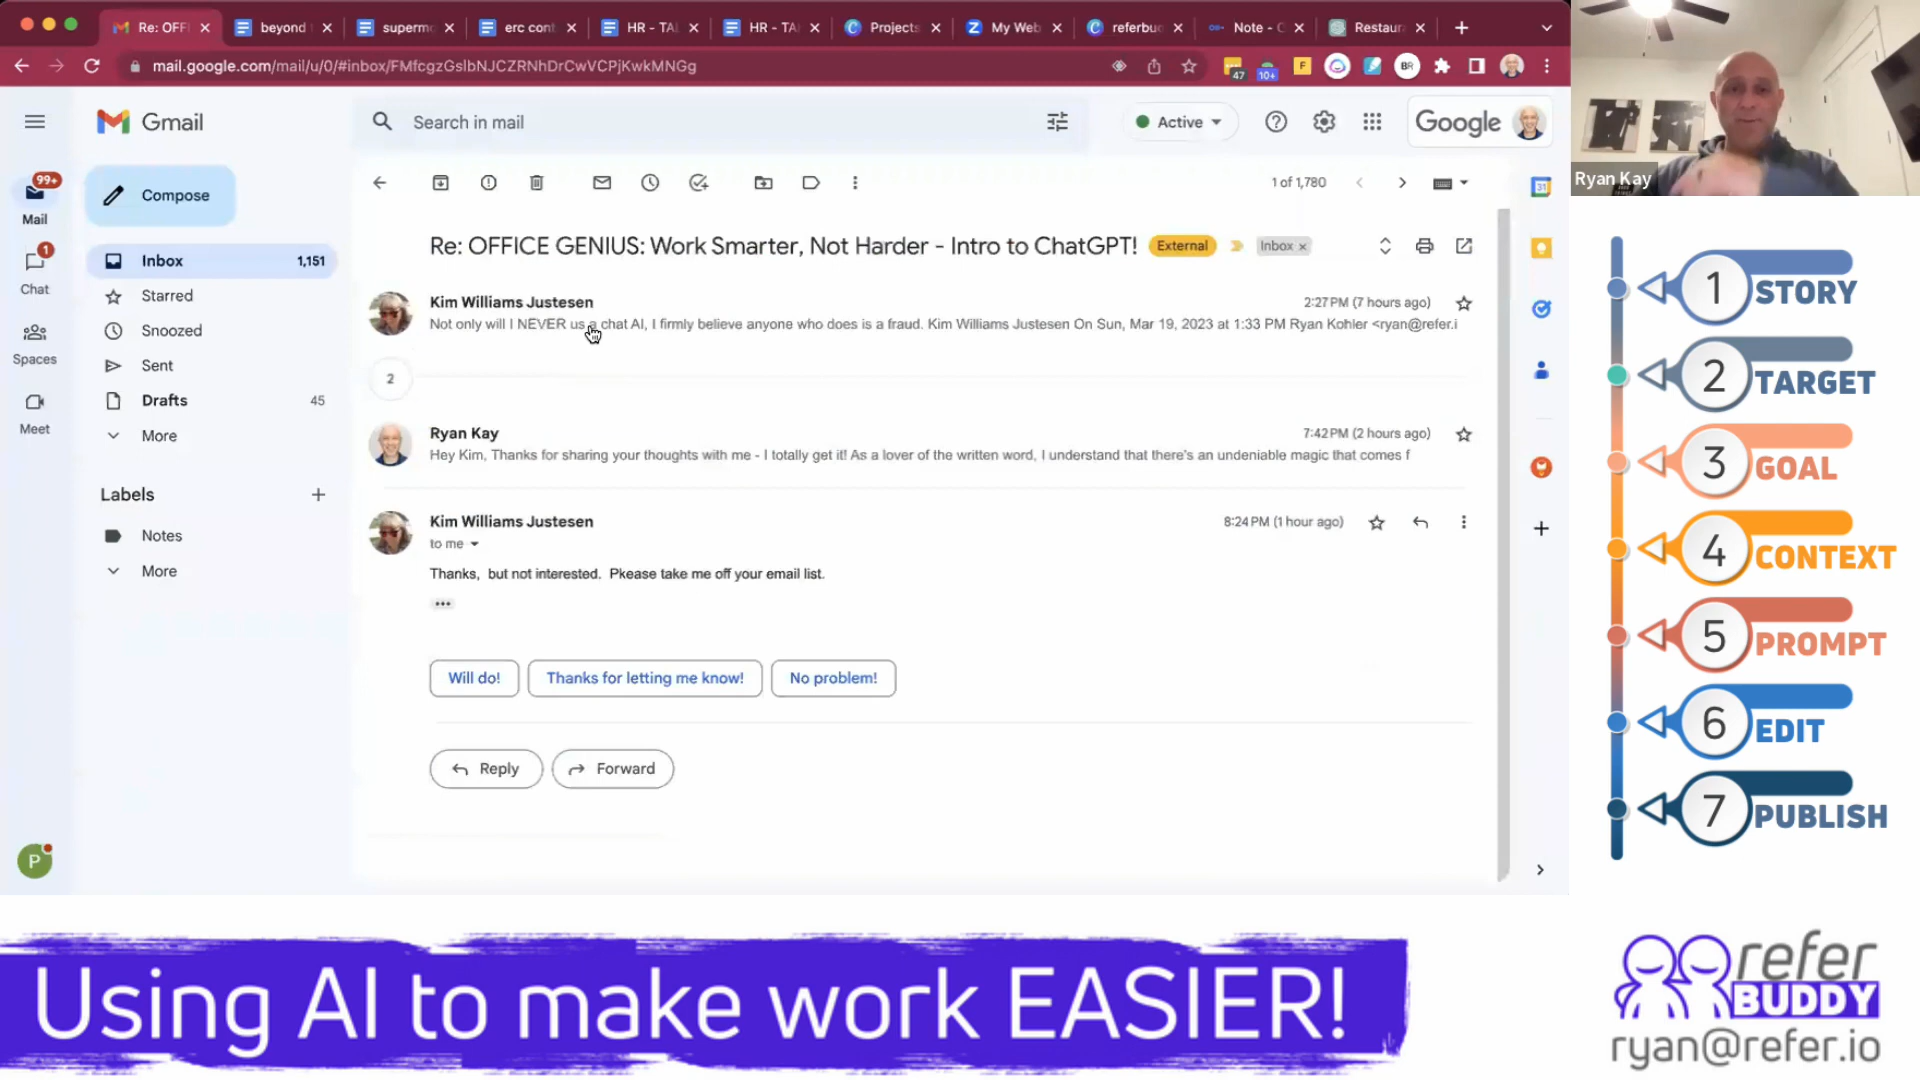 Re: OFF
beyond
superm
erc cont
HR - TAL
HR - TA
Projects
My Web
referbud
Note - C
Restaur
mail.google.com/mail/u/0/#inbox/FMfcgzGslbNJCZRNhDrCwVCPjKwkMNGg
47
10+
F
BR
Gmail
Search in mail
Active
Google
99+
Mail
Compose
1 of 1,780
31
Ryan Kay
1
Chat
Inbox 1,151
Re: OFFICE GENIUS: Work Smarter, Not Harder - Intro to ChatGPT! External Inbox x
Starred
Snoozed
Spaces
Kim Williams Justesen
2:27 PM (7 hours ago)
Not only will I NEVER us a chat AI, I firmly believe anyone who does is a fraud. Kim Williams Justesen On Sun, Mar 19, 2023 at 1:33 PM Ryan Kohler <ryan@refer.i
Sent
2
Drafts 45
Meet
More
Ryan Kay
7:42 PM (2 hours ago)
Hey Kim, Thanks for sharing your thoughts with me - I totally get it! As a lover of the written word, I understand that there's an undeniable magic that comes f
Labels
Notes
More
Kim Williams Justesen
8:24 PM (1 hour ago)
to me
Thanks, but not interested. Pkease take me off your email list.
Will do!
Thanks for letting me know!
No problem!
Reply
Forward
P
1 STORY
2 TARGET
3 GOAL
4 CONTEXT
5 PROMPT
6 EDIT
7 PUBLISH
Using AI to make work EASIER!
refer
BUDDY
ryan@refer.io